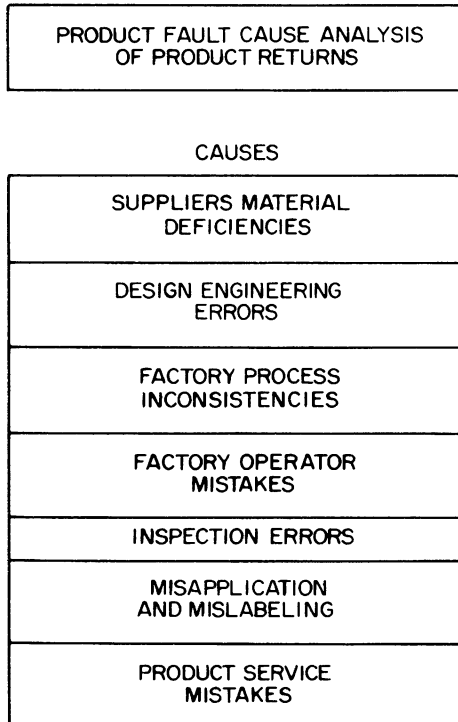 PRODUCT FAULT CAUSE ANALYSIS
OF PRODUCT RETURNS
CAUSES
SUPPLIERS MATERIAL
DEFICIENCIES
DESIGN ENGINEERING
ERRORS
FACTORY PROCESS
INCONSISTENCIES
FACTORY OPERATOR
MISTAKES
INSPECTION ERRORS
MISAPPLICATION
AND MISLABELING
PRODUCT SERVICE
MISTAKES